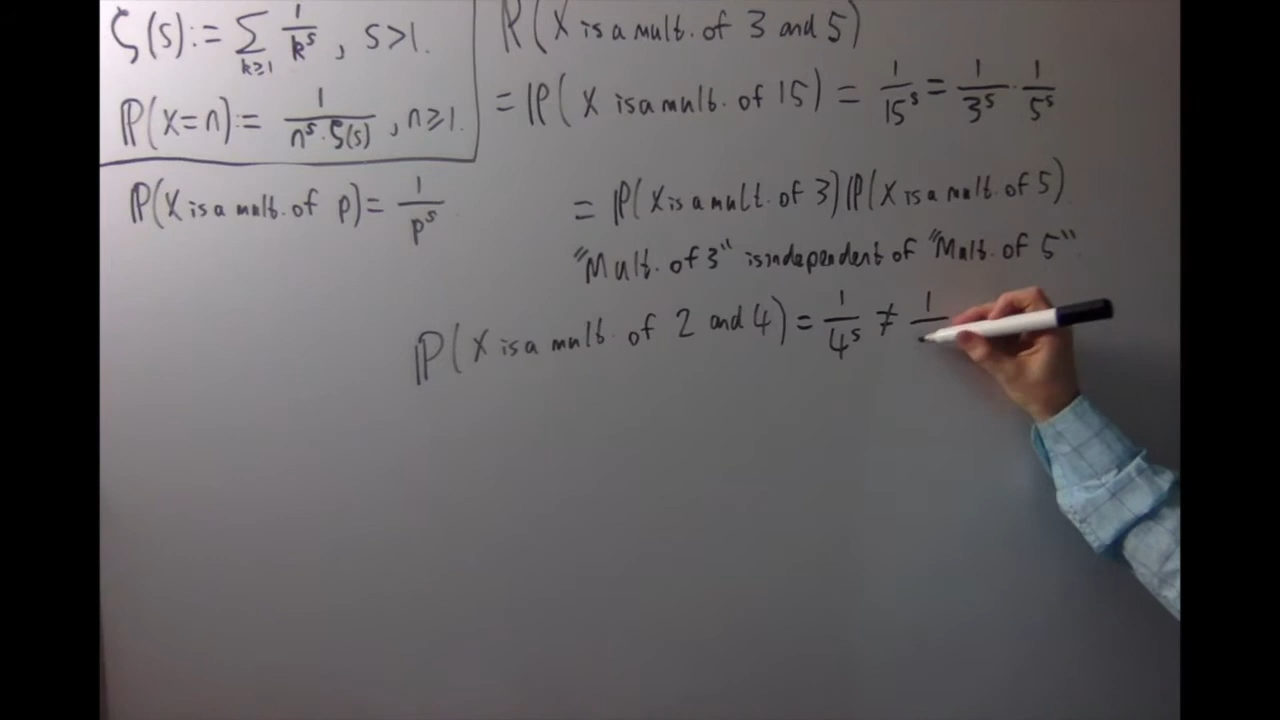 ζ(s) := ∑_{k≥1} 1/k^s , s>1.
ℙ(X=n) := 1/(n^s·ζ(s)) , n≥1.
ℙ(X is a mult. of p) = 1/p^s
ℙ(X is a mult. of 3 and 5)
= ℙ(X is a mult. of 15) = 1/15^s = 1/3^s · 1/5^s
= ℙ(X is a mult. of 3)ℙ(X is a mult. of 5)
"Mult. of 3" is independent of "Mult. of 5"
ℙ(X is a mult. of 2 and 4) = 1/4^s ≠ 1/